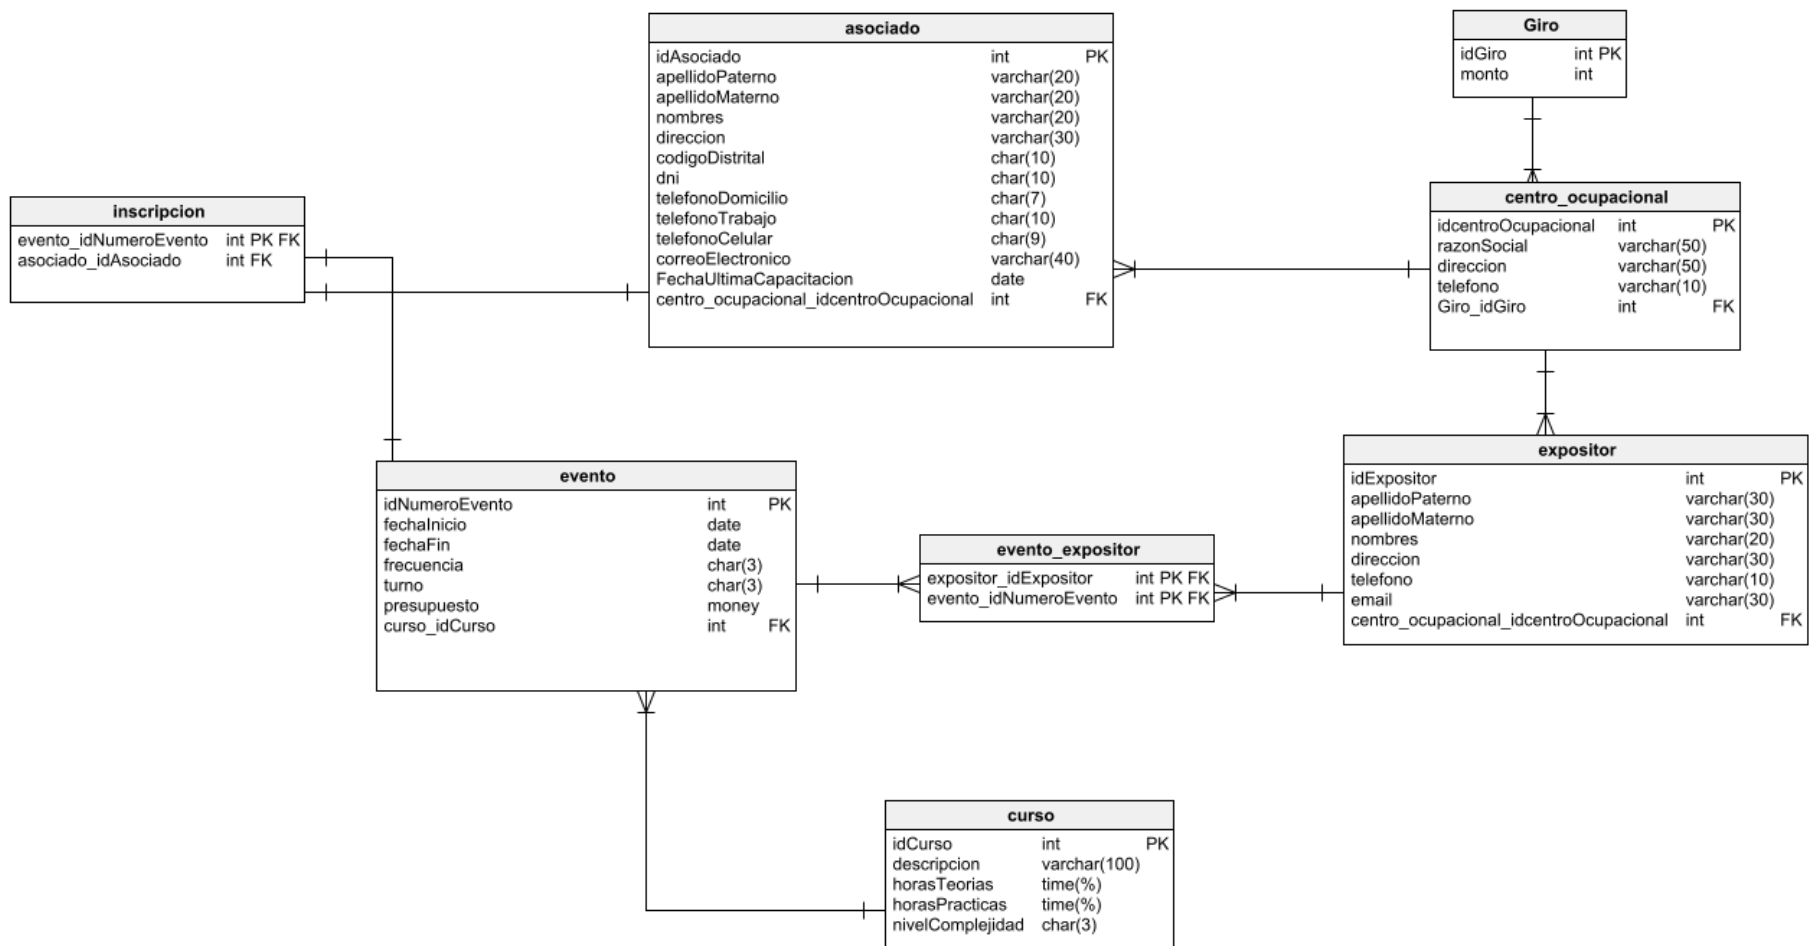 asociado
idAsociado int PK
apellidoPaterno varchar(20)
apellidoMaterno varchar(20)
nombres varchar(20)
direccion varchar(30)
codigoDistrital char(10)
dni char(10)
telefonoDomicilio char(7)
telefonoTrabajo char(10)
telefonoCelular char(9)
correoElectronico varchar(40)
FechaUltimaCapacitacion date
centro_ocupacional_idcentroOcupacional int FK
Giro
idGiro int PK
monto int
inscripcion
evento_idNumeroEvento int PK FK
asociado_idAsociado int FK
centro_ocupacional
idcentroOcupacional int PK
razonSocial varchar(50)
direccion varchar(50)
telefono varchar(10)
Giro_idGiro int FK
evento
idNumeroEvento int PK
fechaInicio date
fechaFin date
frecuencia char(3)
turno char(3)
presupuesto money
curso_idCurso int FK
evento_expositor
expositor_idExpositor int PK FK
evento_idNumeroEvento int PK FK
expositor
idExpositor int PK
apellidoPaterno varchar(30)
apellidoMaterno varchar(30)
nombres varchar(20)
direccion varchar(30)
telefono varchar(10)
email varchar(30)
centro_ocupacional_idcentroOcupacional int FK
curso
idCurso int PK
descripcion varchar(100)
horasTeorias time(%)
horasPracticas time(%)
nivelComplejidad char(3)